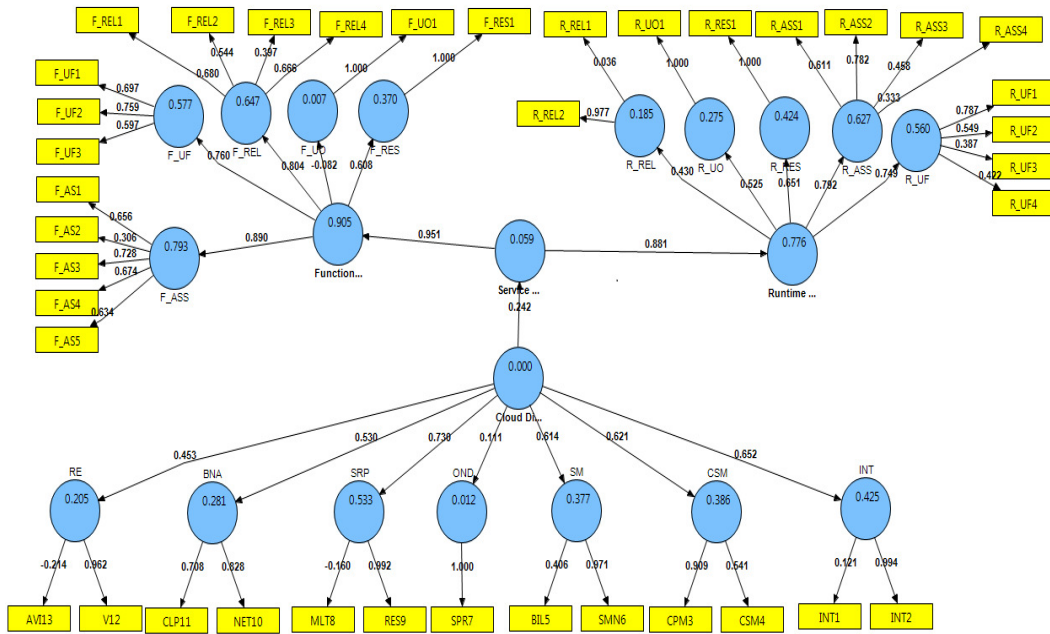 F_REL1
F_REL2
F_REL3
F_REL4
F_UO1
F_RES1
R_REL1
R_UO1
R_RES1
R_ASS1
R_ASS2
R_ASS3
R_ASS4
0.544
0.397
0.680
0.666
1.000
1.000
0.036
1.000
1.000
0.611
0.782
0.458
0.333
F_UF1
F_UF2
F_UF3
0.697
0.759
0.597
0.577
F_UF
0.647
F_REL
0.007
F_UO
0.370
F_RES
R_REL2
0.977
0.185
R_REL
0.275
R_UO
0.424
R_RES
0.627
R_ASS
0.560
R_UF
0.787
0.549
0.387
0.422
R_UF1
R_UF2
R_UF3
R_UF4
0.760
0.804
-0.082
0.608
0.430
0.525
0.651
0.792
0.749
F_AS1
F_AS2
F_AS3
F_AS4
F_AS5
0.656
0.306
0.728
0.674
0.634
0.793
F_ASS
0.890
0.905
Function...
0.951
0.059
Service ...
0.881
0.776
Runtime ...
0.242
0.000
Cloud Di...
0.453
0.530
0.730
0.111
0.614
0.621
0.652
RE
BNA
SRP
OND
SM
CSM
INT
0.205
0.281
0.533
0.012
0.377
0.386
0.425
-0.214
0.962
0.708
0.828
-0.160
0.992
1.000
0.406
0.971
0.909
0.541
0.121
0.994
AVI13
V12
CLP11
NET10
MLT8
RES9
SPR7
BIL5
SMN6
CPM3
CSM4
INT1
INT2